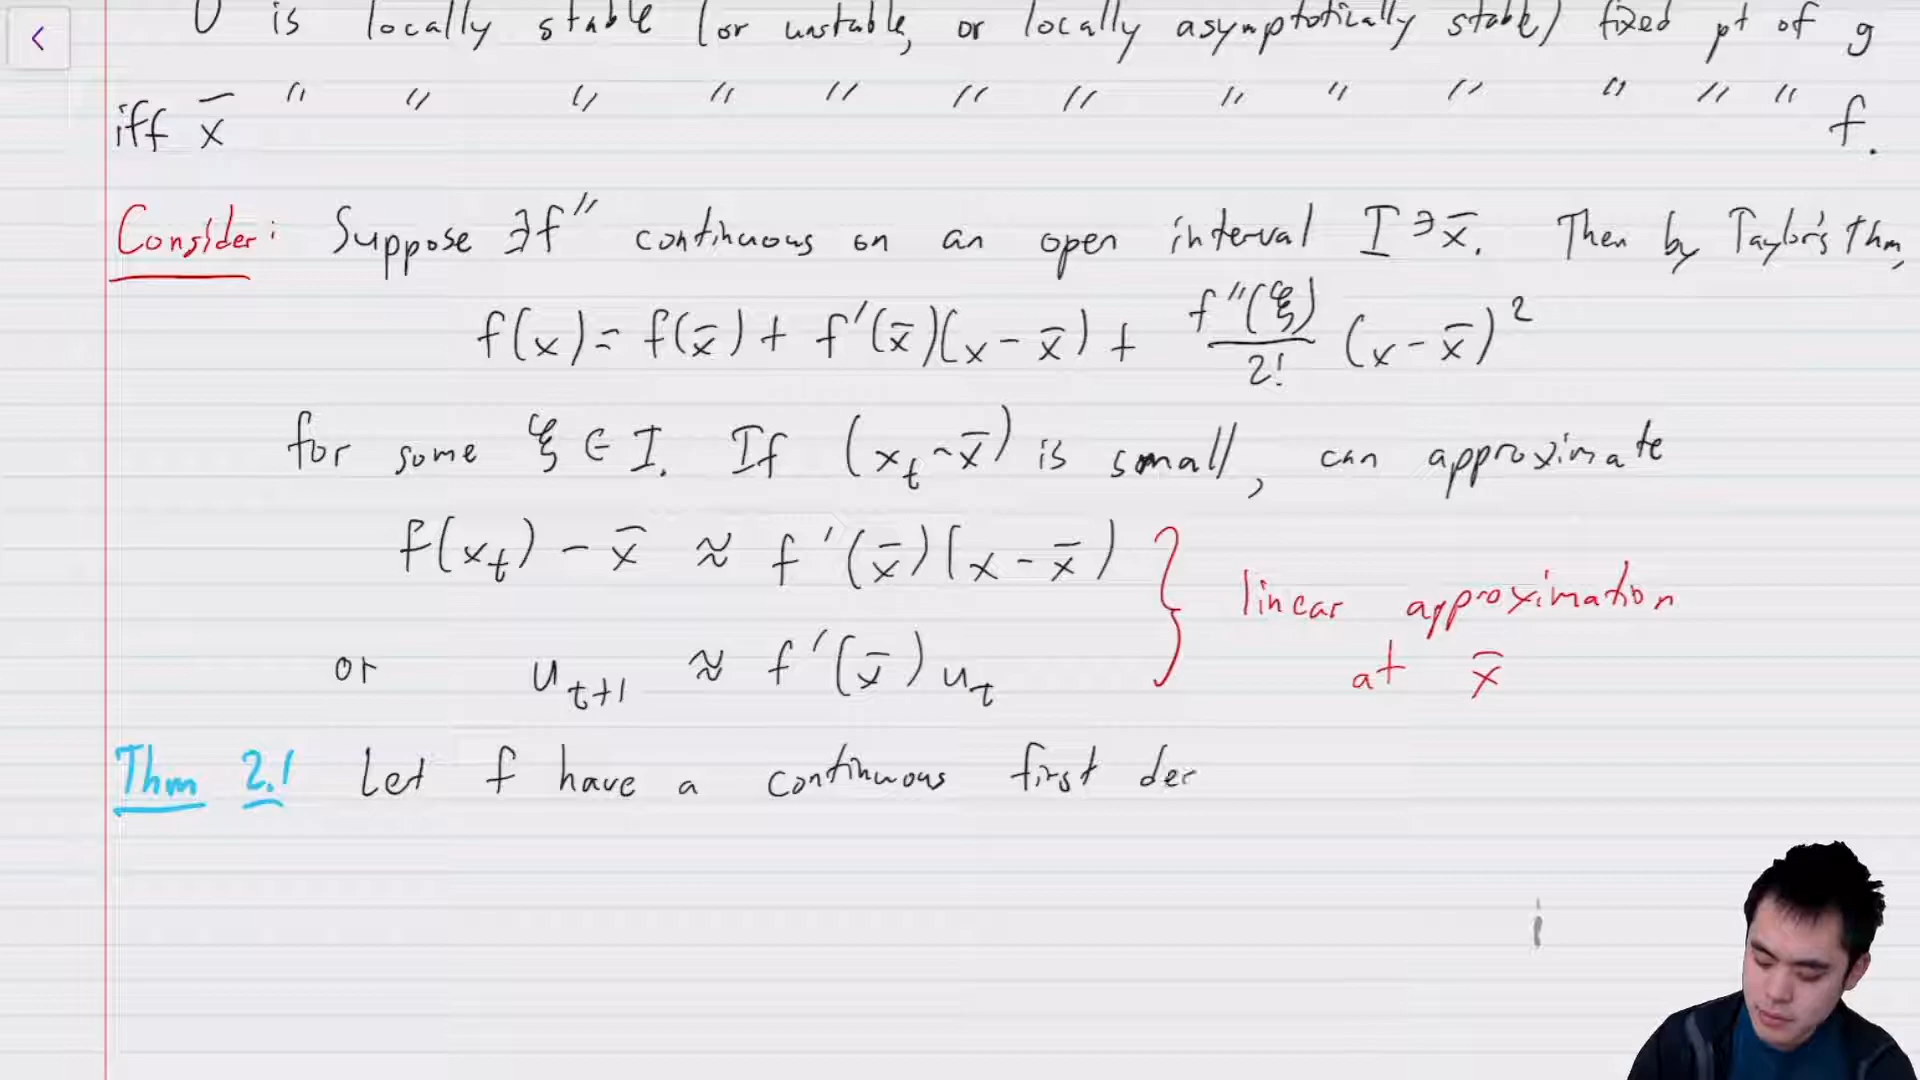 0 is locally stable (or unstable, or locally asymptotically stable) fixed pt of g
iff x̄ " " " " " " " " " " " " " f.
Consider: Suppose ∃f'' continuous on an open interval I∋x̄. Then by Taylor's thm,
f(x) = f(x̄) + f'(x̄)(x - x̄) + f''(ξ)/2! (x - x̄)²
for some ξ ∈ I. If (x_t - x̄) is small, can approximate
f(x_t) - x̄ ≈ f'(x̄)(x - x̄)
or u_{t+1} ≈ f'(x̄) u_t
linear approximation
at x̄
Thm 2.1 Let f have a continuous first der